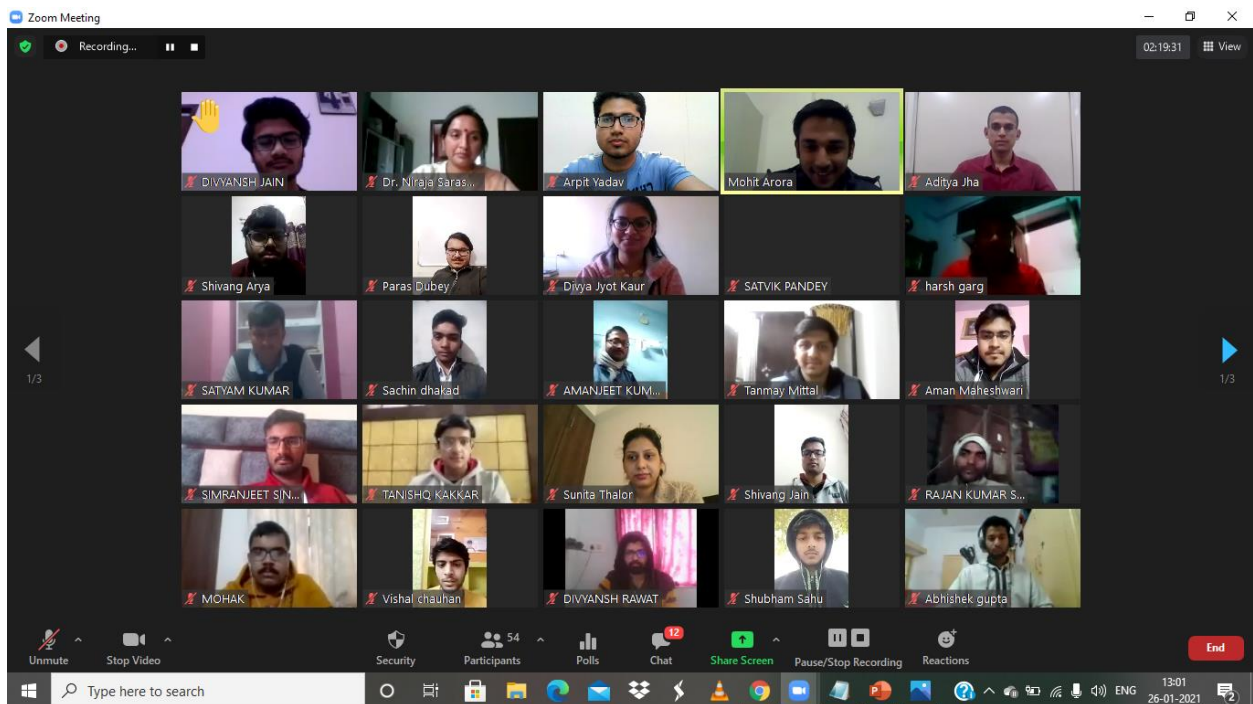 Zoom Meeting
Recording...
02:19:31 View
DIVYANSH JAIN
Dr. Niraja Saras...
Arpit Yadav
Mohit Arora
Aditya Jha
Shivang Arya
Paras Dubey
Divya Jyot Kaur
SATVIK PANDEY
harsh garg
SATYAM KUMAR
Sachin dhakad
AMANJEET KUM...
Tanmay Mittal
Aman Maheshwari
1/3
1/3
SIMRANJEET SIN...
TANISHQ KAKKAR
Sunita Thalor
Shivang Jain
RAJAN KUMAR S...
MOHAK
Vishal chauhan
DIVYANSH RAWAT
Shubham Sahu
Abhishek gupta
54
12
Unmute
Stop Video
Security
Participants
Polls
Chat
Share Screen
Pause/Stop Recording
Reactions
End
Type here to search
ENG
13:01
26-01-2021
2